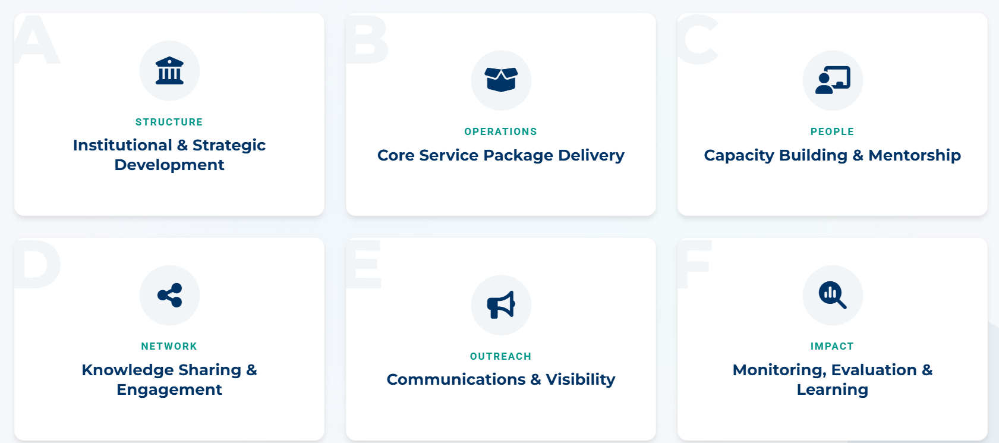 A
STRUCTURE
Institutional & Strategic
Development
B
OPERATIONS
Core Service Package Delivery
C
PEOPLE
Capacity Building & Mentorship
D
NETWORK
Knowledge Sharing &
Engagement
E
OUTREACH
Communications & Visibility
F
IMPACT
Monitoring, Evaluation &
Learning